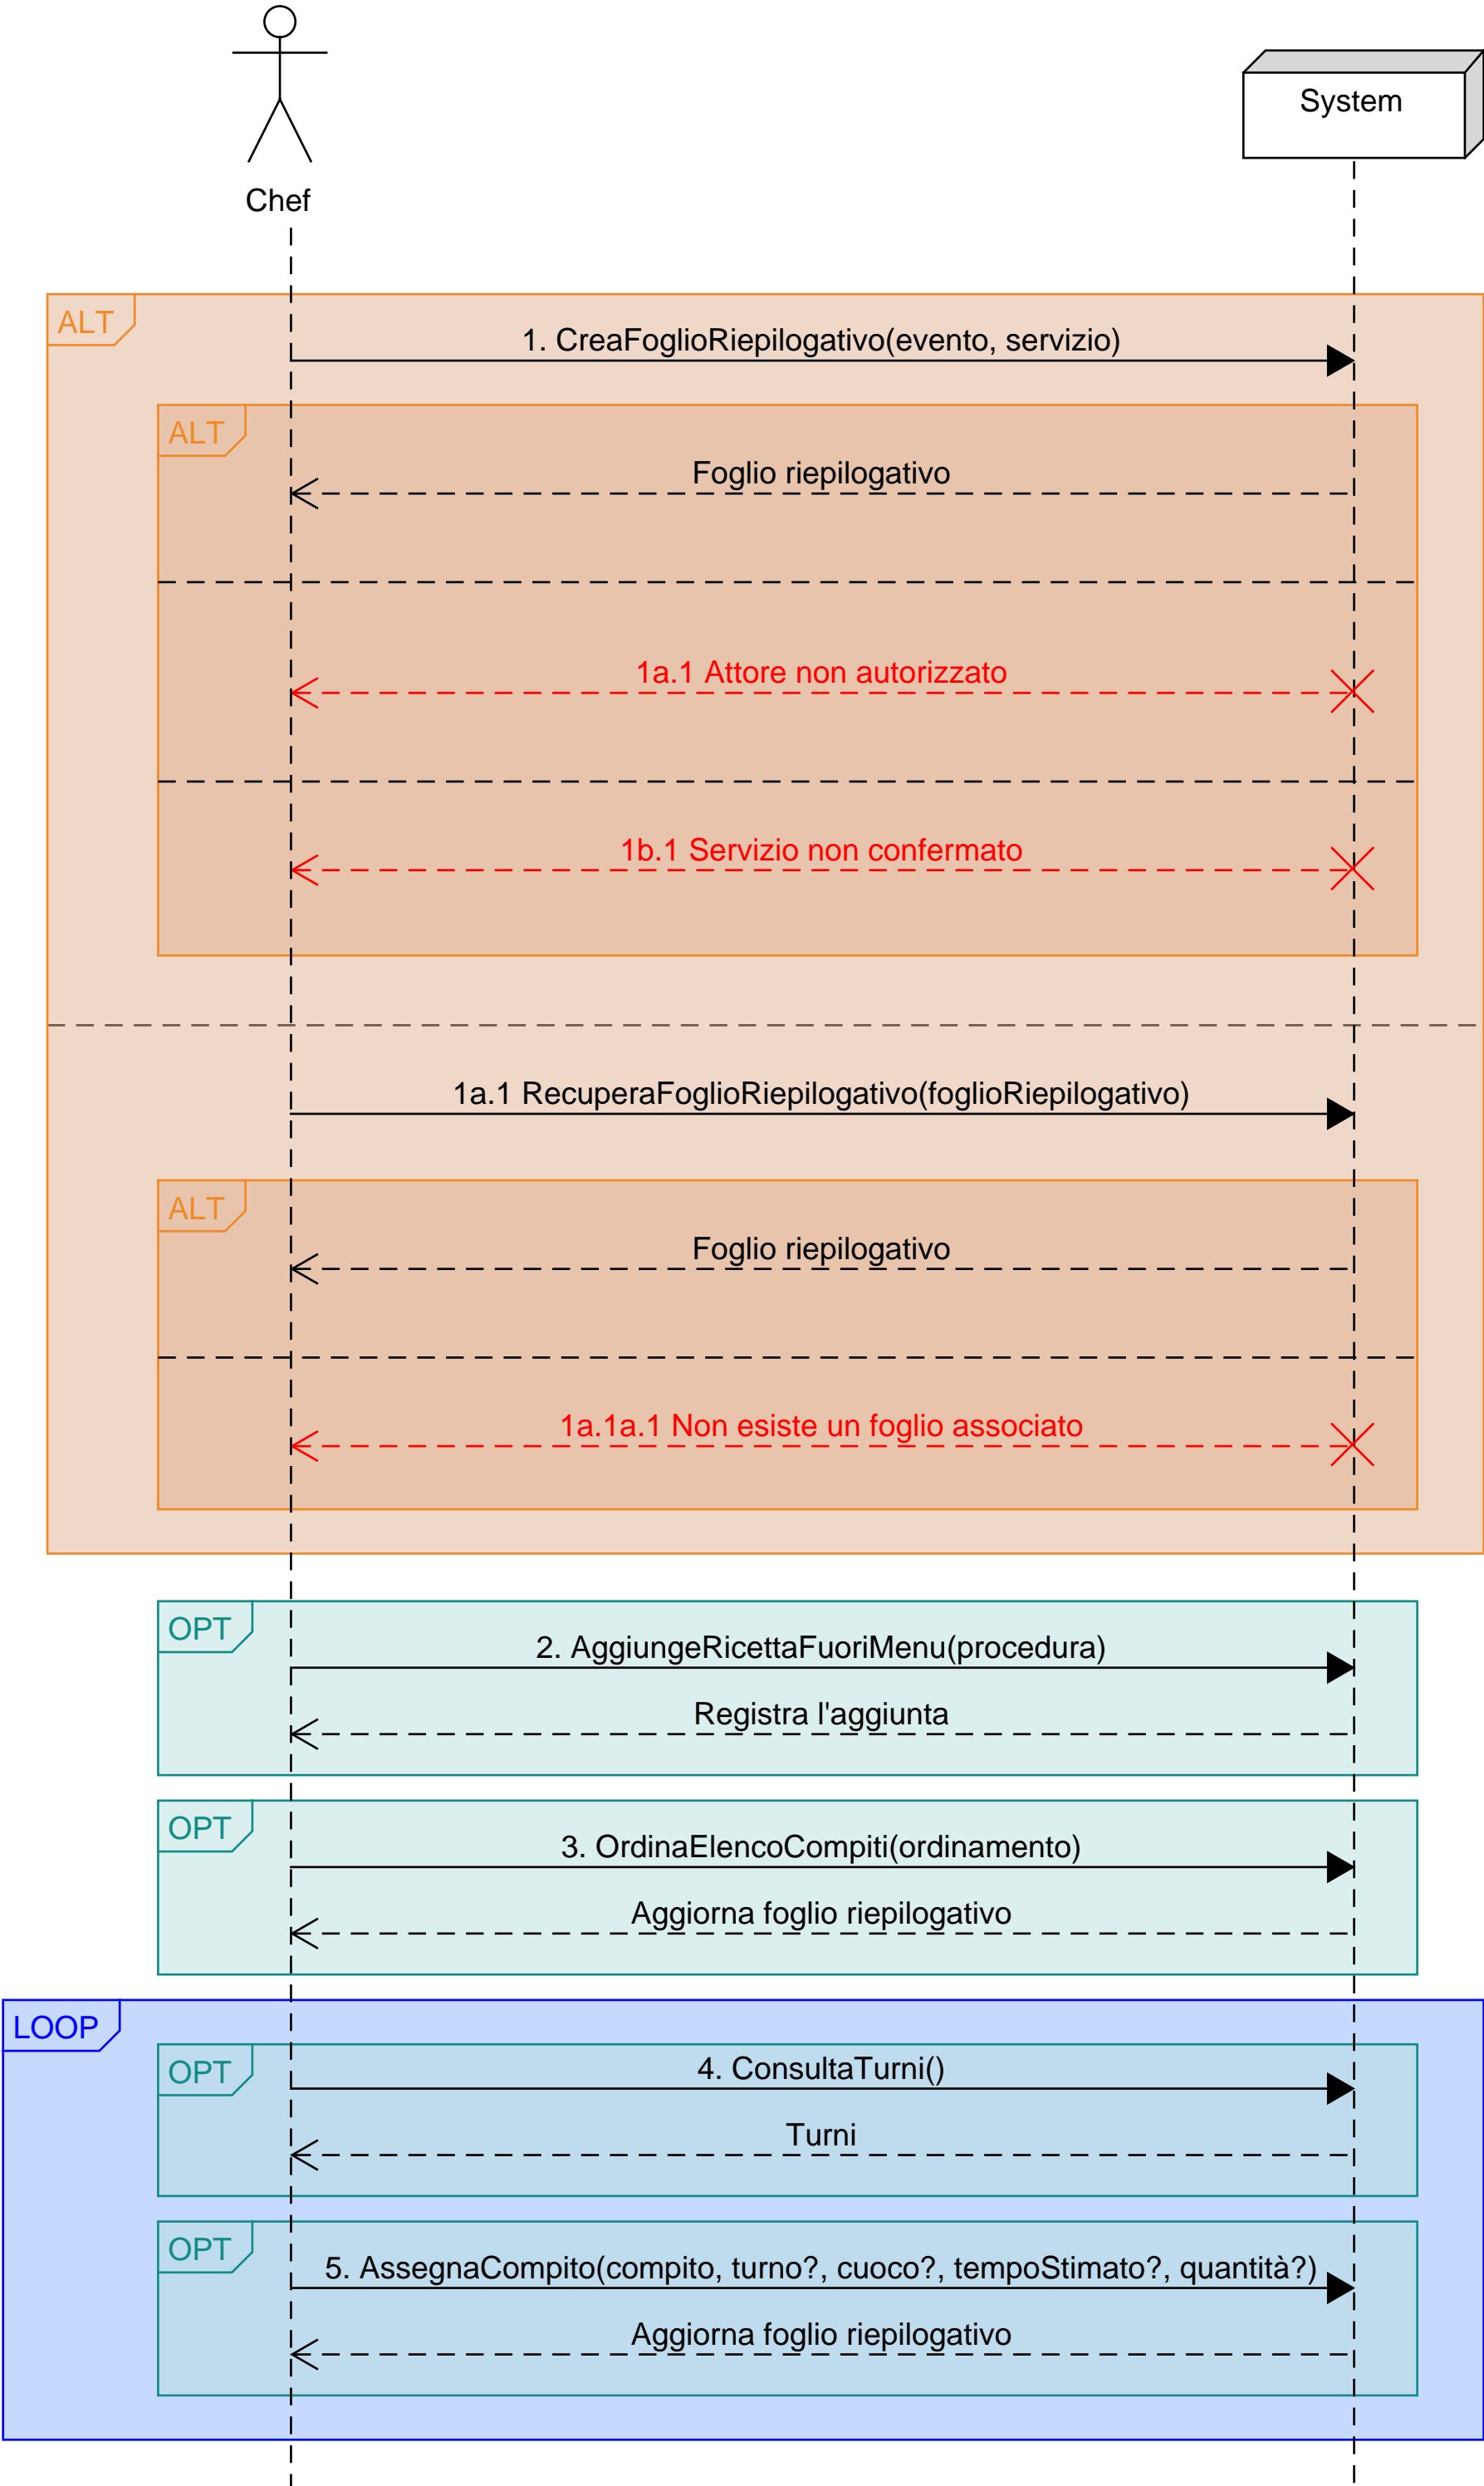 System
Chef
ALT
1. CreaFoglioRiepilogativo(evento, servizio)
ALT
Foglio riepilogativo
1a.1 Attore non autorizzato
1b.1 Servizio non confermato
1a.1 RecuperaFoglioRiepilogativo(foglioRiepilogativo)
ALT
Foglio riepilogativo
1a.1a.1 Non esiste un foglio associato
OPT
2. AggiungeRicettaFuoriMenu(procedura)
Registra l'aggiunta
OPT
3. OrdinaElencoCompiti(ordinamento)
Aggiorna foglio riepilogativo
LOOP
OPT
4. ConsultaTurni()
Turni
OPT
5. AssegnaCompito(compito, turno?, cuoco?, tempoStimato?, quantità?)
Aggiorna foglio riepilogativo